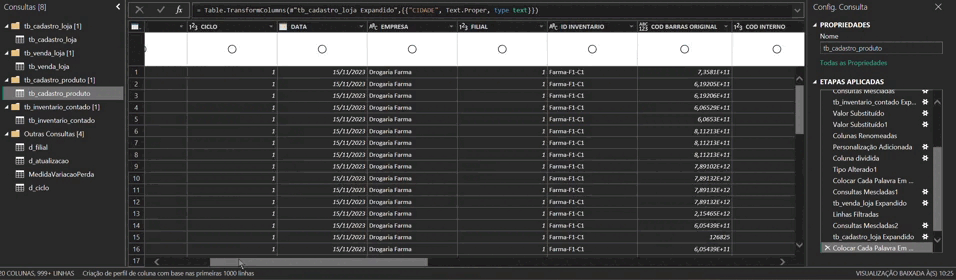 Consultas [8]
tb_cadastro_loja [1]
tb_cadastro_loja
tb_venda_loja [1]
tb_venda_loja
tb_cadastro_produto [1]
tb_cadastro_produto
tb_inventario_contado [1]
tb_inventario_contado
Outras Consultas [4]
d_filial
d_atualizacao
MedidaVariacaoPerda
d_ciclo
= Table.TransformColumns(#"tb_cadastro_loja Expandido",{{"CIDADE", Text.Proper, type text}})
CICLO DATA EMPRESA FILIAL ID INVENTARIO COD BARRAS ORIGINAL COD INTERNO
1 1 15/11/2023 Drogaria Farma 1 Farma-F1-C1 7,3581E+11
2 1 15/11/2023 Drogaria Farma 1 Farma-F1-C1 6,19205E+11
3 1 15/11/2023 Drogaria Farma 1 Farma-F1-C1 6,19206E+11
4 1 15/11/2023 Drogaria Farma 1 Farma-F1-C1 6,06529E+11
5 1 15/11/2023 Drogaria Farma 1 Farma-F1-C1 6,0653E+11
6 1 15/11/2023 Drogaria Farma 1 Farma-F1-C1 8,11213E+11
7 1 15/11/2023 Drogaria Farma 1 Farma-F1-C1 8,11213E+11
8 1 15/11/2023 Drogaria Farma 1 Farma-F1-C1 8,11213E+11
9 1 15/11/2023 Drogaria Farma 1 Farma-F1-C1 7,89102E+12
10 1 15/11/2023 Drogaria Farma 1 Farma-F1-C1 7,89132E+12
11 1 15/11/2023 Drogaria Farma 1 Farma-F1-C1 7,89132E+12
12 1 15/11/2023 Drogaria Farma 1 Farma-F1-C1 7,89132E+12
13 1 15/11/2023 Drogaria Farma 1 Farma-F1-C1 2,15465E+12
14 1 15/11/2023 Drogaria Farma 1 Farma-F1-C1 6,05439E+11
15 1 15/11/2023 Drogaria Farma 1 Farma-F1-C1 126825
16 1 15/11/2023 Drogaria Farma 1 Farma-F1-C1 6,05439E+11
17
Config. Consulta
PROPRIEDADES
Nome
tb_cadastro_produto
Todas as Propriedades
ETAPAS APLICADAS
Consultas Mescladas
tb_inventario_contado Exp...
Valor Substituído
Valor Substituído1
Colunas Renomeadas
Personalização Adicionada
Coluna dividida
Tipo Alterado1
Colocar Cada Palavra Em ...
Consultas Mescladas1
tb_venda_loja Expandido
Linhas Filtradas
Consultas Mescladas2
tb_cadastro_loja Expandido
Colocar Cada Palavra Em ...
20 COLUNAS, 999+ LINHAS Criação de perfil de coluna com base nas primeiras 1000 linhas
VISUALIZAÇÃO BAIXADA À(S) 10:25